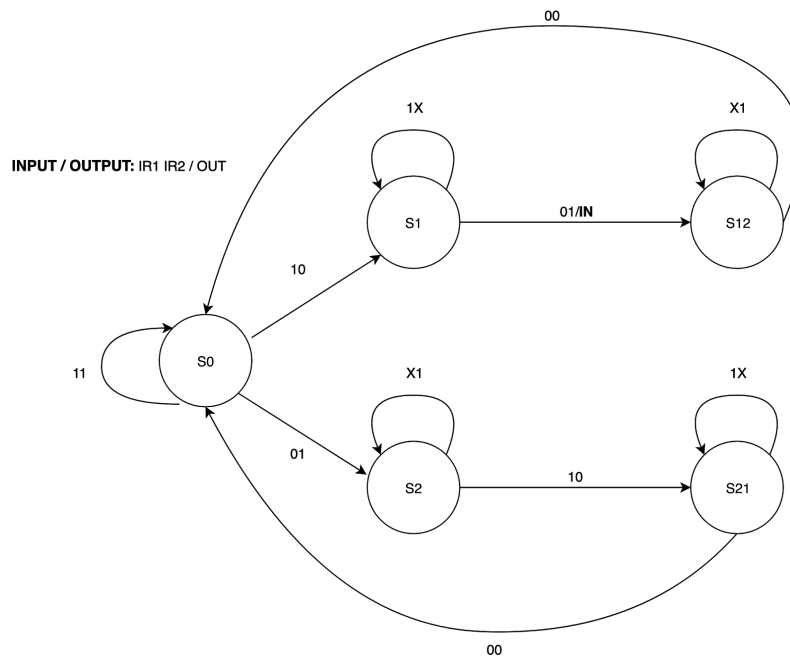 00
1X
X1
INPUT / OUTPUT: IR1 IR2 / OUT
S1
01/IN
S12
10
S0
11
X1
1X
01
S2
10
S21
00